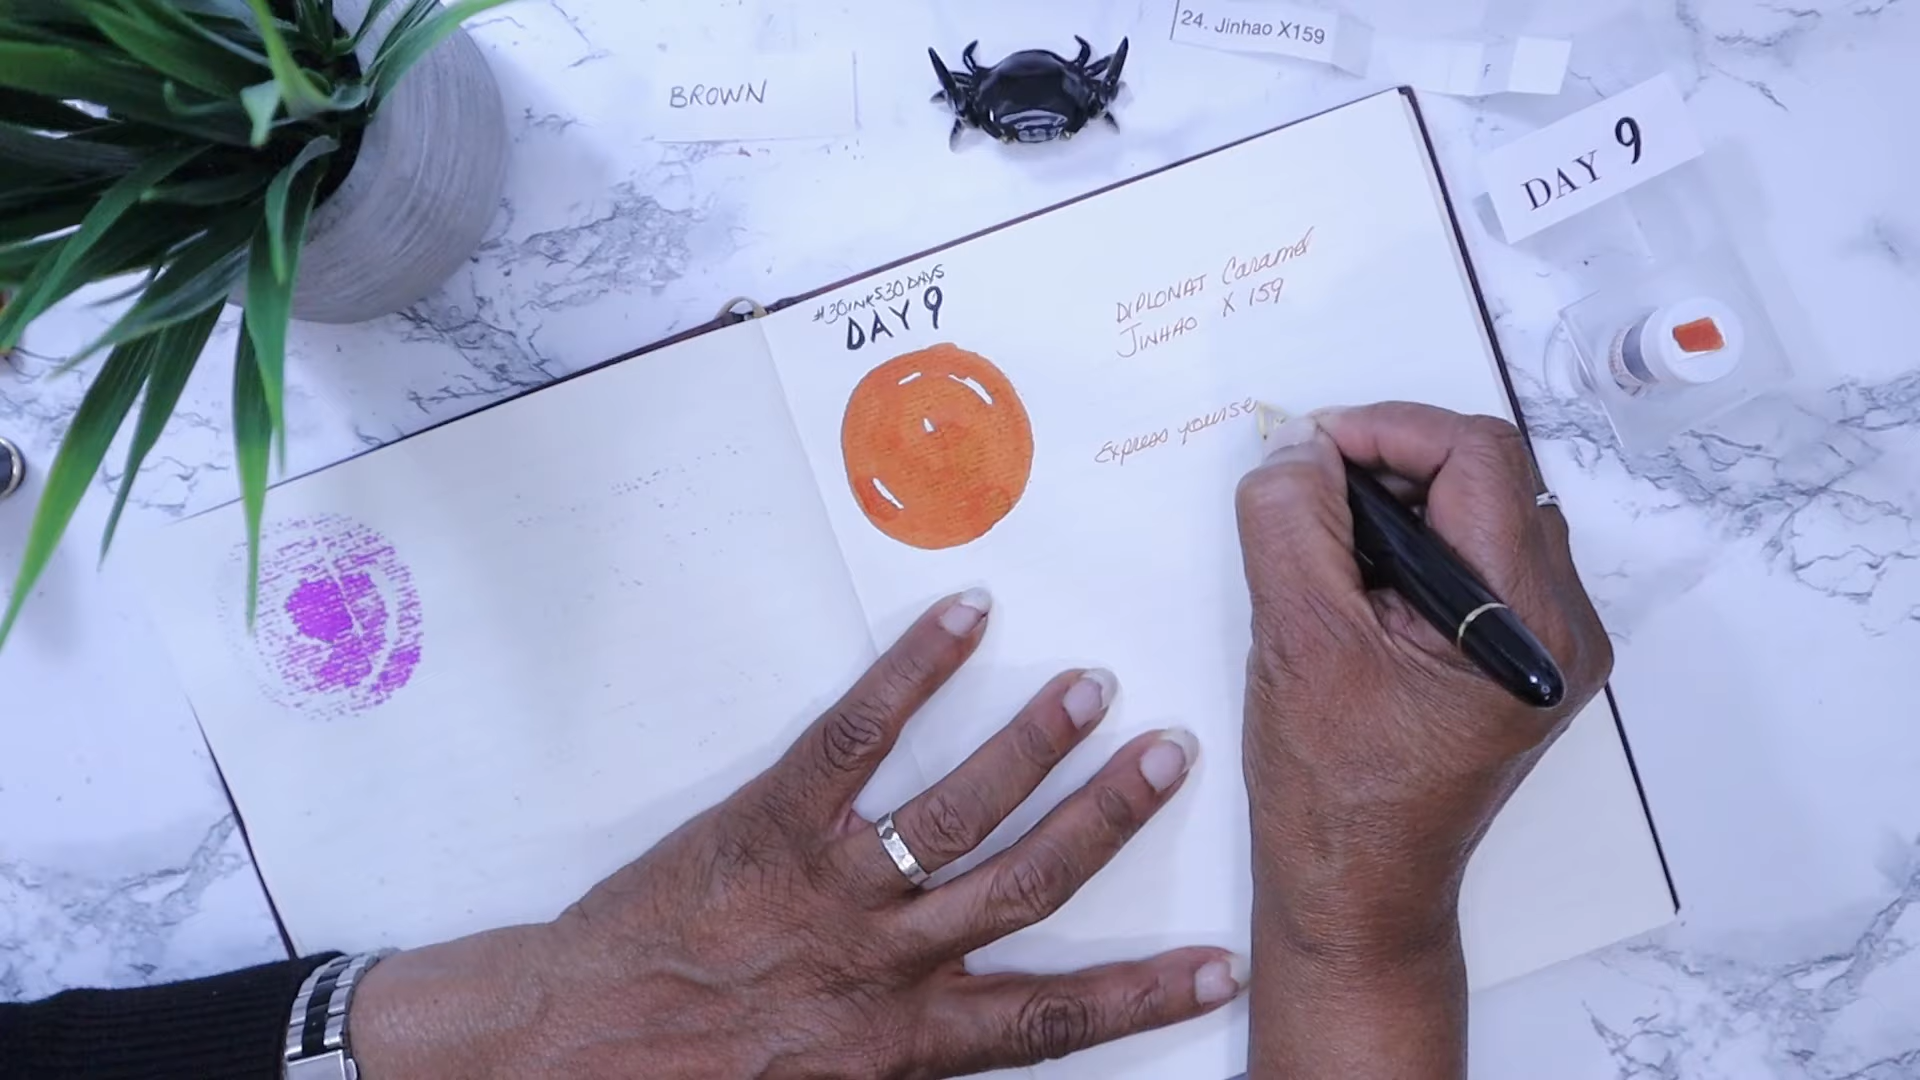 24. Jinhao X159
BROWN
F
DAY 9
#30INKS30DAYS
DAY 9
DIPLOMAT Caramel
JINHAO X 159
Express yourse